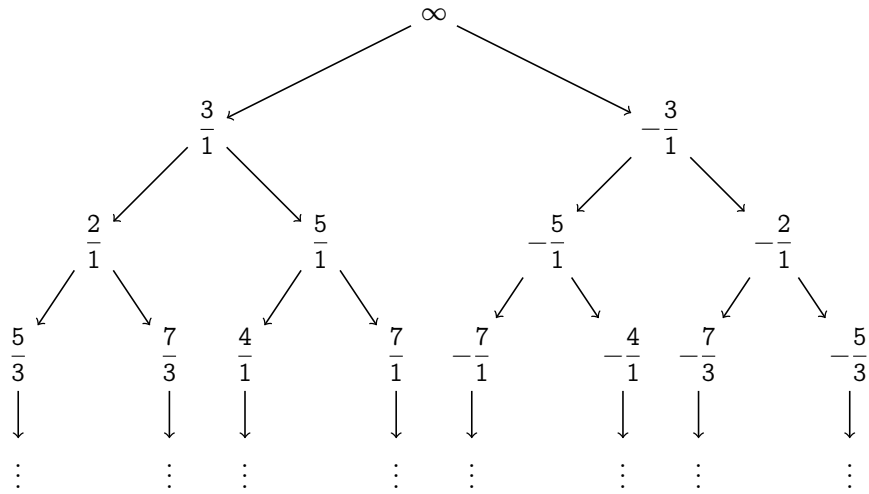 ∞
3/1 −3/1
2/1 5/1 −5/1 −2/1
5/3 7/3 4/1 7/1 −7/1 −4/1 −7/3 −5/3
⋮ ⋮ ⋮ ⋮ ⋮ ⋮ ⋮ ⋮